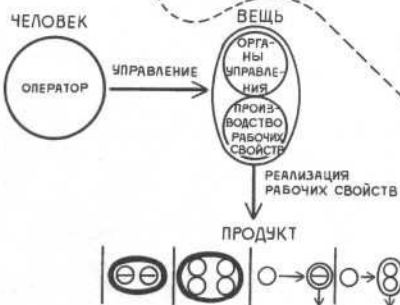 ЧЕЛОВЕК
ВЕЩЬ
ОПЕРАТОР
УПРАВЛЕНИЕ
ОРГА-
НЫ
УПРАВЛЕ-
НИЯ
ПРОИЗ-
ВОДСТВО
РАБОЧИХ
СВОЙСТВ
РЕАЛИЗАЦИЯ
РАБОЧИХ СВОЙСТВ
ПРОДУКТ